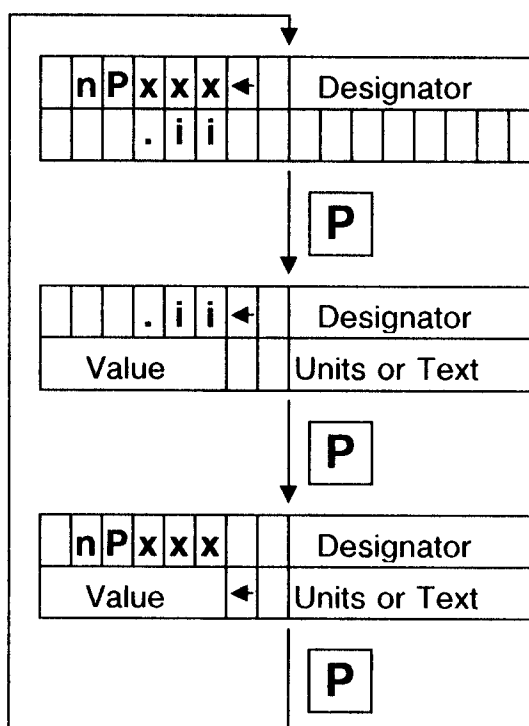 nPxxx← Designator
.ii
P
.ii← Designator
Value Units or Text
P
nPxxx Designator
Value ← Units or Text
P